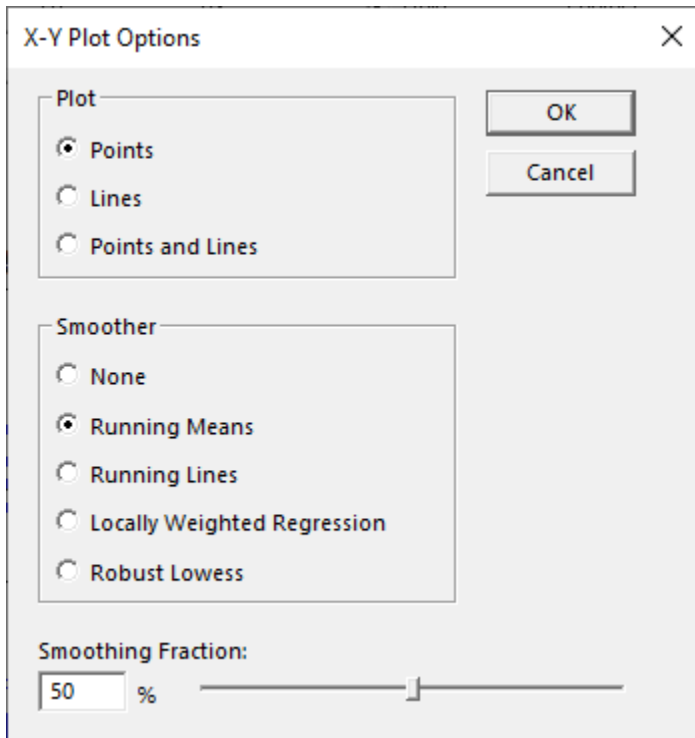 X-Y Plot Options
Plot
Points
Lines
Points and Lines
OK
Cancel
Smoother
None
Running Means
Running Lines
Locally Weighted Regression
Robust Lowess
Smoothing Fraction:
50 %